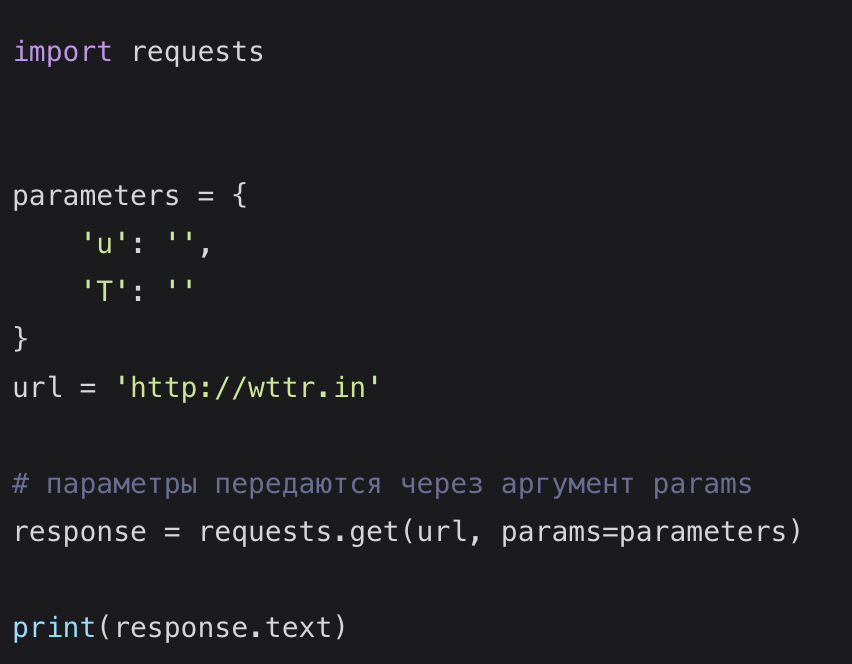 import requests
parameters = {
    'u': '',
    'T': ''
}
url = 'http://wttr.in'
# параметры передаются через аргумент params
response = requests.get(url, params=parameters)
print(response.text)